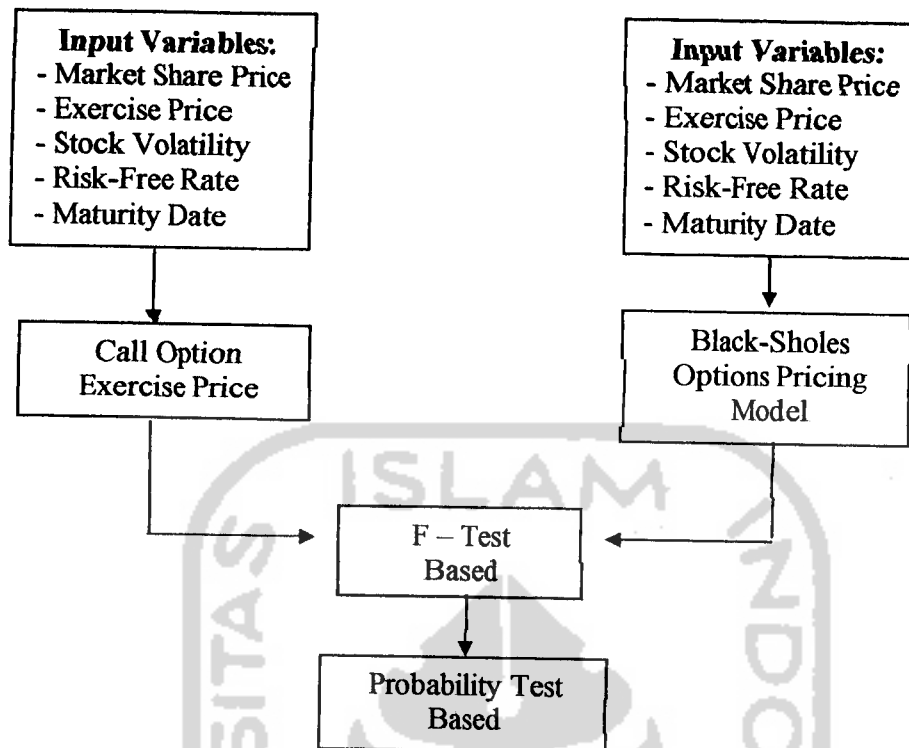 Input Variables:
- Market Share Price
- Exercise Price
- Stock Volatility
- Risk-Free Rate
- Maturity Date
Input Variables:
- Market Share Price
- Exercise Price
- Stock Volatility
- Risk-Free Rate
- Maturity Date
Call Option
Exercise Price
Black-Sholes
Options Pricing
Model
ISLAM
SITAS
INDO
F – Test
Based
Probability Test
Based